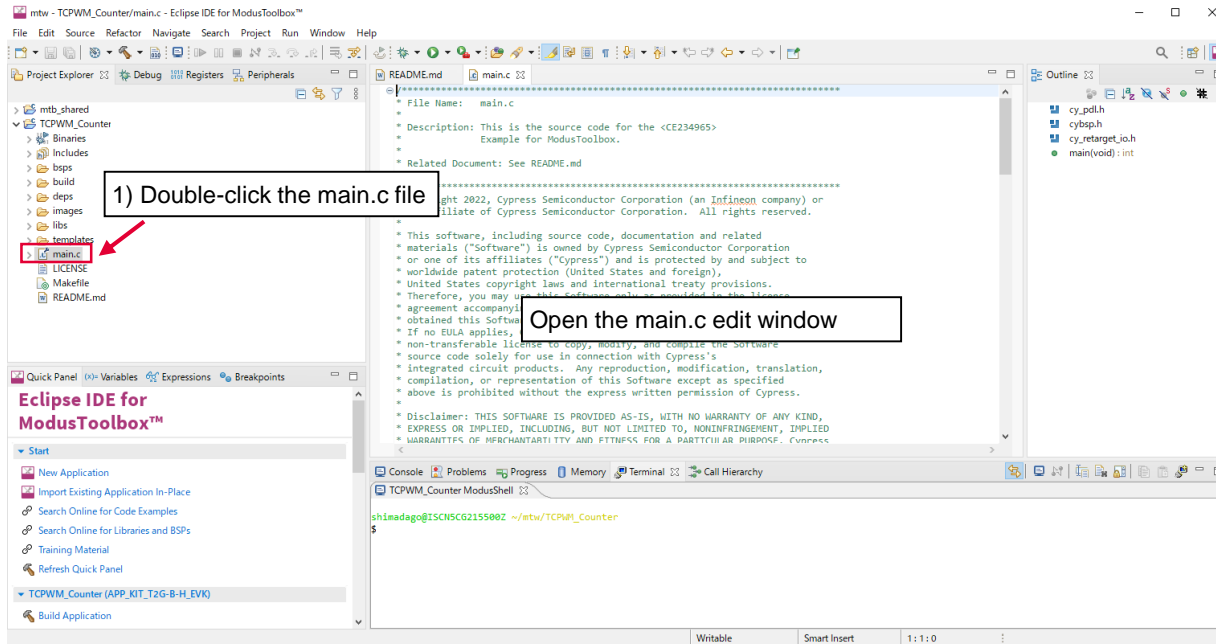 mtw - TCPWM_Counter/main.c - Eclipse IDE for ModusToolbox™
File Edit Source Refactor Navigate Search Project Run Window Help
Project Explorer Debug Registers Peripherals
mtb_shared
TCPWM_Counter
Binaries
Includes
bsps
build
deps
images
libs
templates
main.c
LICENSE
Makefile
README.md
1) Double-click the main.c file
README.md main.c
/******************************************************************************
* File Name: main.c
*
* Description: This is the source code for the <CE234965>
* Example for ModusToolbox.
*
* Related Document: See README.md
*
******************************************************************************
ght 2022, Cypress Semiconductor Corporation (an Infineon company) or
filiate of Cypress Semiconductor Corporation. All rights reserved.
*
* This software, including source code, documentation and related
* materials ("Software") is owned by Cypress Semiconductor Corporation
* or one of its affiliates ("Cypress") and is protected by and subject to
* worldwide patent protection (United States and foreign),
* United States copyright laws and international treaty provisions.
* Therefore, you may use this Software only as provided in the license
* agreement accompanyi
* obtained this Softwa
* If no EULA applies,
* non-transferable license to copy, modify, and compile the Software
* source code solely for use in connection with Cypress's
* integrated circuit products. Any reproduction, modification, translation,
* compilation, or representation of this Software except as specified
* above is prohibited without the express written permission of Cypress.
*
* Disclaimer: THIS SOFTWARE IS PROVIDED AS-IS, WITH NO WARRANTY OF ANY KIND,
* EXPRESS OR IMPLIED, INCLUDING, BUT NOT LIMITED TO, NONINFRINGEMENT, IMPLIED
* WARRANTIES OF MERCHANTABILITY AND FITNESS FOR A PARTICULAR PURPOSE. Cypress
Open the main.c edit window
Outline
cy_pdl.h
cybsp.h
cy_retarget_io.h
main(void) : int
Quick Panel (x)= Variables Expressions Breakpoints
Eclipse IDE for
ModusToolbox™
Start
New Application
Import Existing Application In-Place
Search Online for Code Examples
Search Online for Libraries and BSPs
Training Material
Refresh Quick Panel
TCPWM_Counter (APP_KIT_T2G-B-H_EVK)
Build Application
Console Problems Progress Memory Terminal Call Hierarchy
TCPWM_Counter ModusShell
shimadago@ISCN5CG215500Z ~/mtw/TCPWM_Counter
$
Writable Smart Insert 1 : 1 : 0